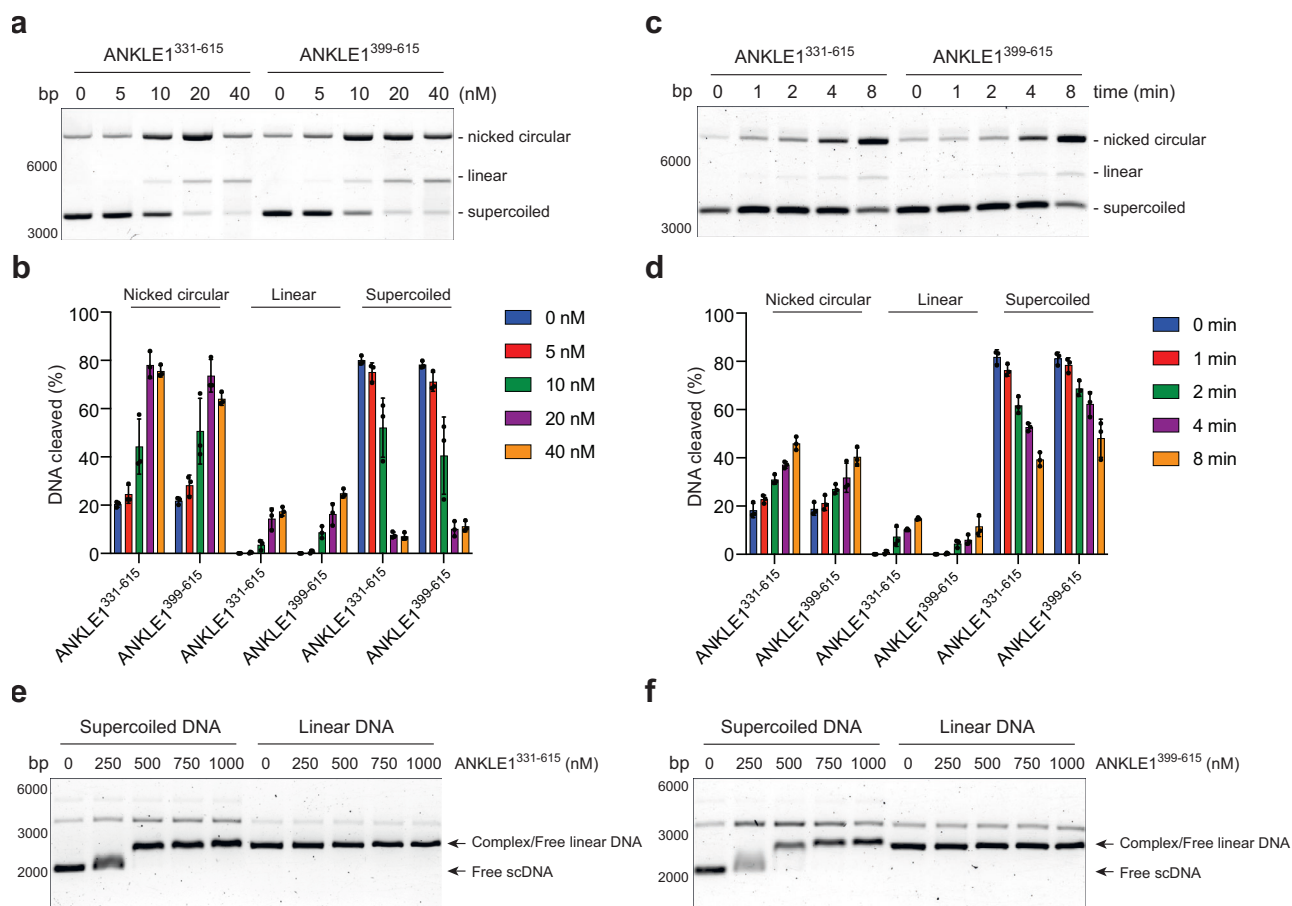 a
ANKLE1331-615 ANKLE1399-615
bp 0 5 10 20 40 0 5 10 20 40 (nM)
- nicked circular
6000
- linear
- supercoiled
3000
c
ANKLE1331-615 ANKLE1399-615
bp 0 1 2 4 8 0 1 2 4 8 time (min)
- nicked circular
6000
- linear
- supercoiled
3000
b
Nicked circular Linear Supercoiled
DNA cleaved (%)
100
80
60
40
20
0
ANKLE1331-615 ANKLE1399-615 ANKLE1331-615 ANKLE1399-615 ANKLE1331-615 ANKLE1399-615
0 nM
5 nM
10 nM
20 nM
40 nM
d
Nicked circular Linear Supercoiled
DNA cleaved (%)
100
80
60
40
20
0
ANKLE1331-615 ANKLE1399-615 ANKLE1331-615 ANKLE1399-615 ANKLE1331-615 ANKLE1399-615
0 min
1 min
2 min
4 min
8 min
e
Supercoiled DNA Linear DNA
bp 0 250 500 750 1000 0 250 500 750 1000 ANKLE1331-615 (nM)
6000
3000
Complex/Free linear DNA
2000
Free scDNA
f
Supercoiled DNA Linear DNA
bp 0 250 500 750 1000 0 250 500 750 1000 ANKLE1399-615 (nM)
6000
3000
Complex/Free linear DNA
2000
Free scDNA